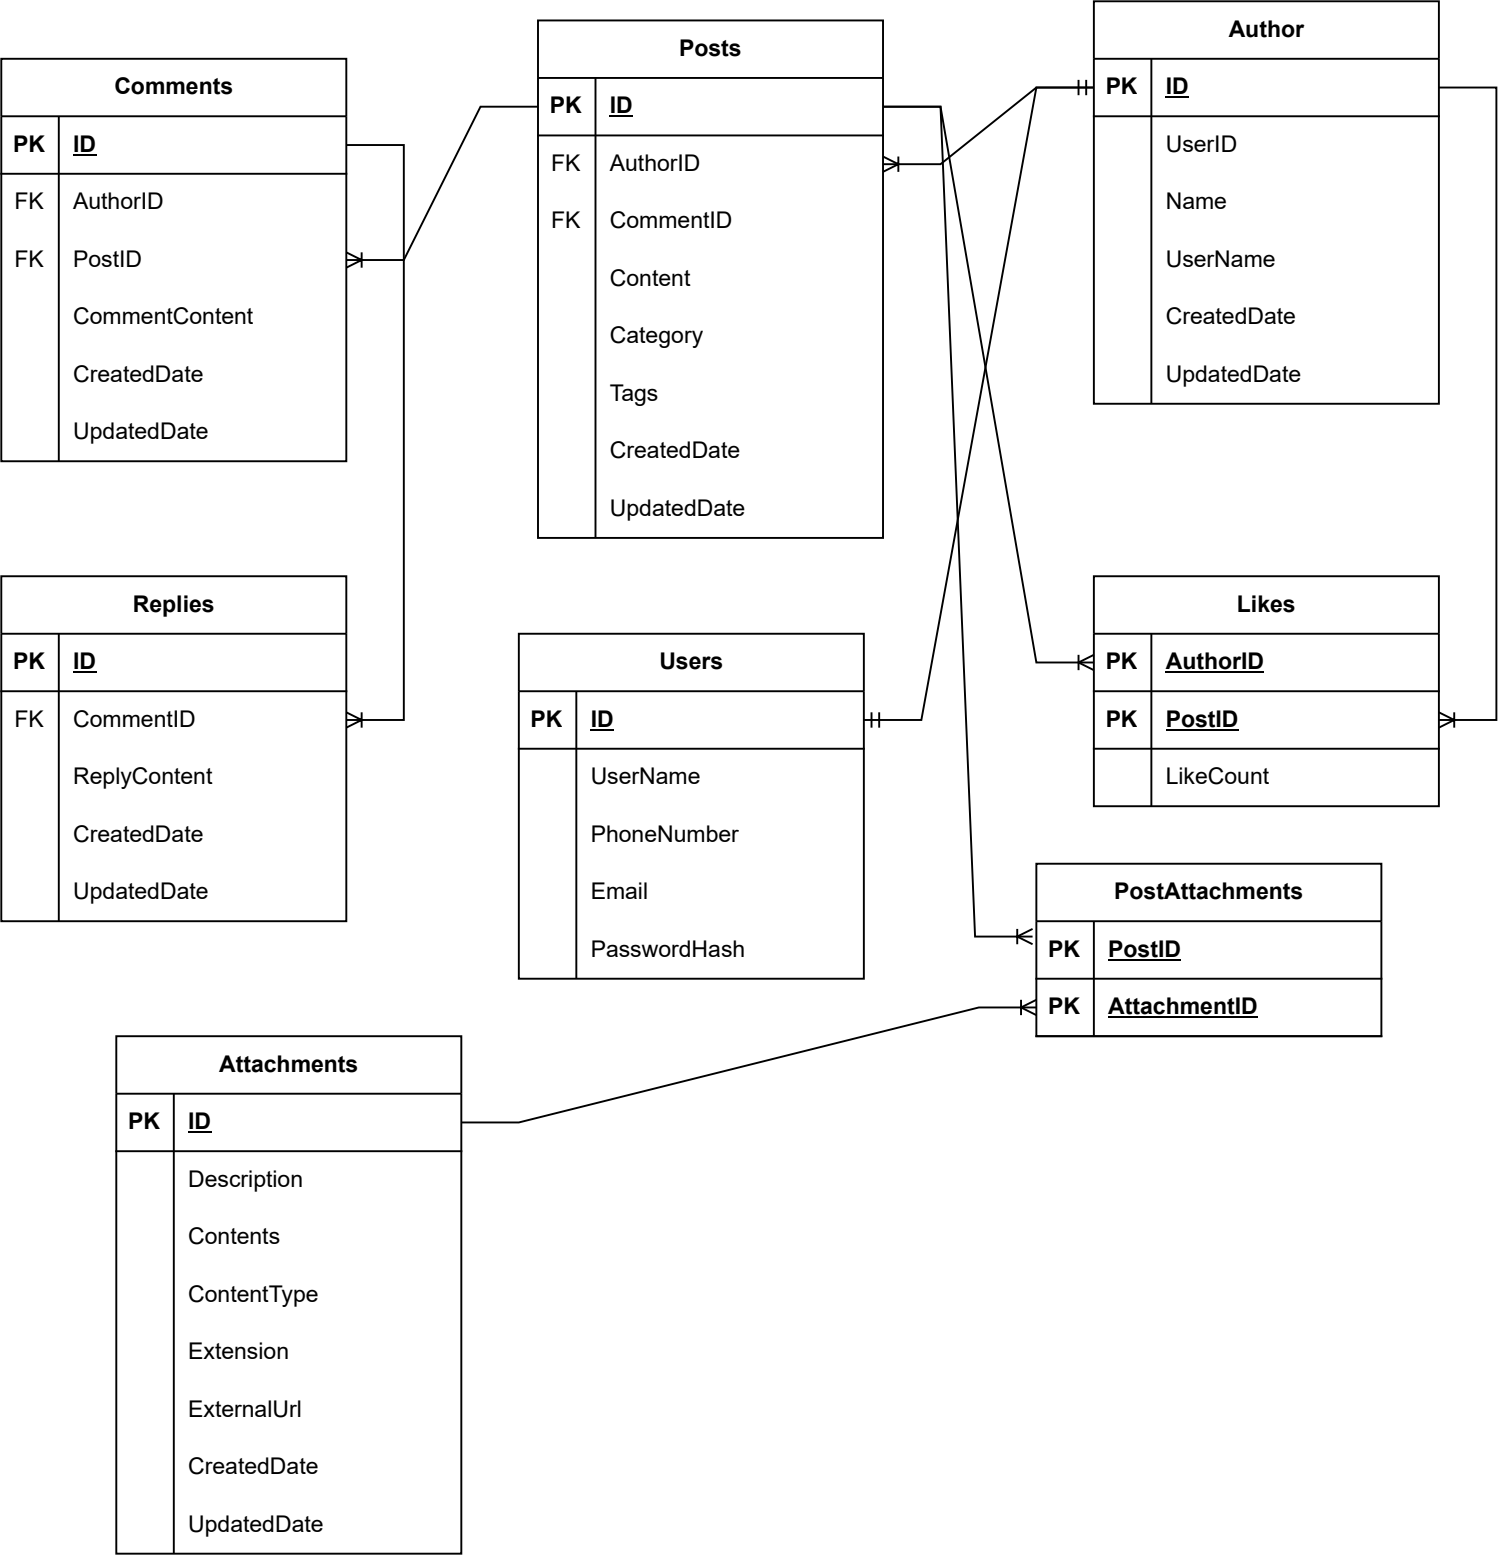 Comments
PK ID
FK AuthorID
FK PostID
CommentContent
CreatedDate
UpdatedDate
Posts
PK ID
FK AuthorID
FK CommentID
Content
Category
Tags
CreatedDate
UpdatedDate
Author
PK ID
UserID
Name
UserName
CreatedDate
UpdatedDate
Replies
PK ID
FK CommentID
ReplyContent
CreatedDate
UpdatedDate
Users
PK ID
UserName
PhoneNumber
Email
PasswordHash
Likes
PK AuthorID
PK PostID
LikeCount
PostAttachments
PK PostID
PK AttachmentID
Attachments
PK ID
Description
Contents
ContentType
Extension
ExternalUrl
CreatedDate
UpdatedDate